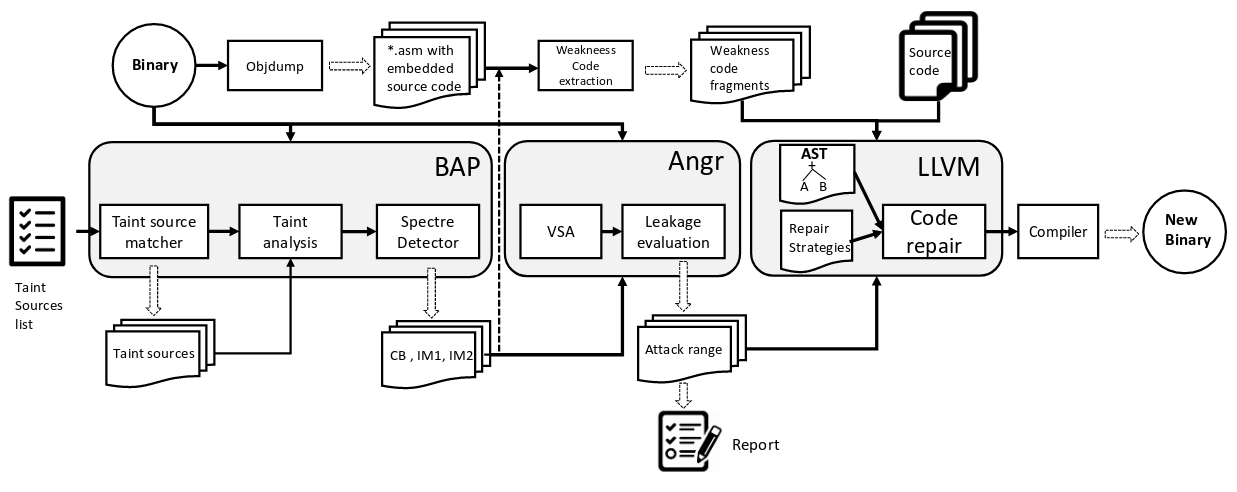 Binary
Objdump
*.asm with
embedded
source code
Weakneess
Code
extraction
Weakness
code
fragments
Source
code
BAP
Angr
LLVM
AST
+
A B
Taint source
matcher
Taint
analysis
Spectre
Detector
VSA
Leakage
evaluation
Repair
Strategies
Code
repair
Compiler
New
Binary
Taint
Sources
list
Taint sources
CB , IM1, IM2
Attack range
Report